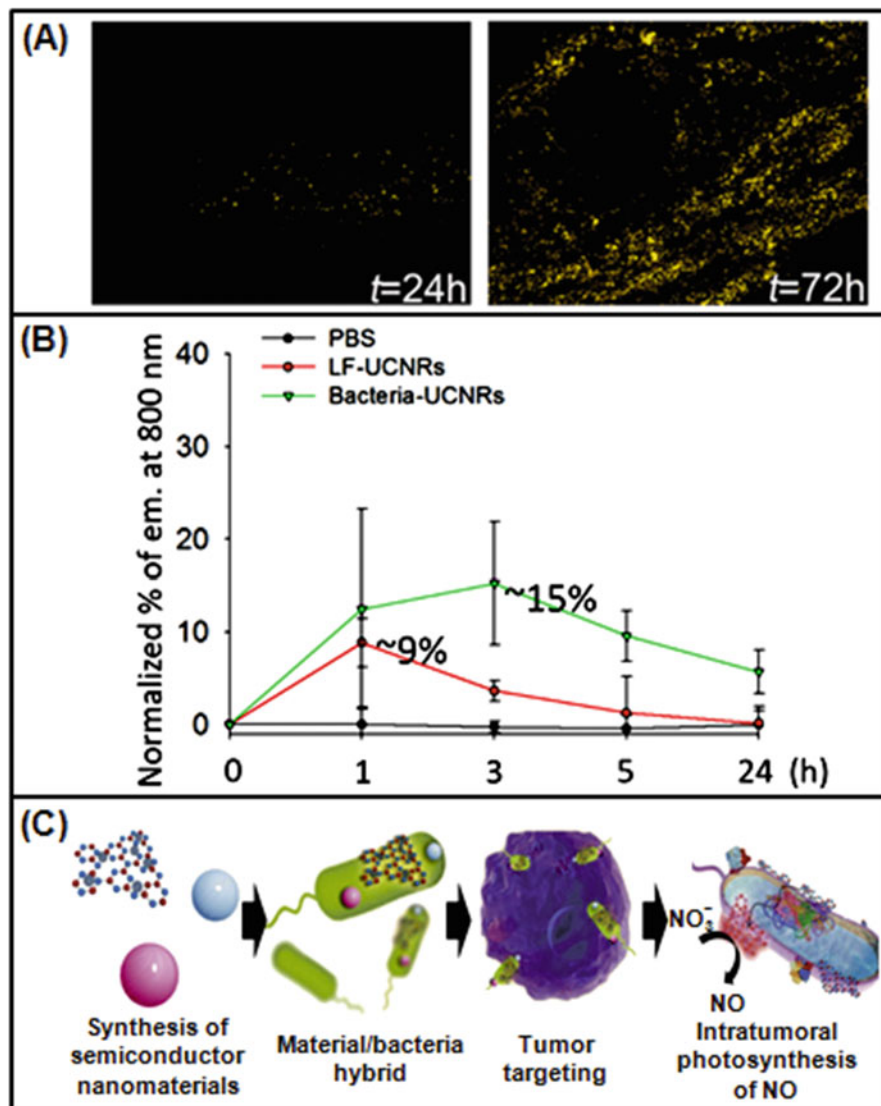 (A)
t=24h
t=72h
(B)
PBS
LF-UCNRs
Bacteria-UCNRs
Normalized % of em. at 800 nm
40
30
20
10
0
~15%
~9%
0 1 3 5 24 (h)
(C)
NO₃⁻
NO
Synthesis of
semiconductor
nanomaterials
Material/bacteria
hybrid
Tumor
targeting
Intratumoral
photosynthesis
of NO